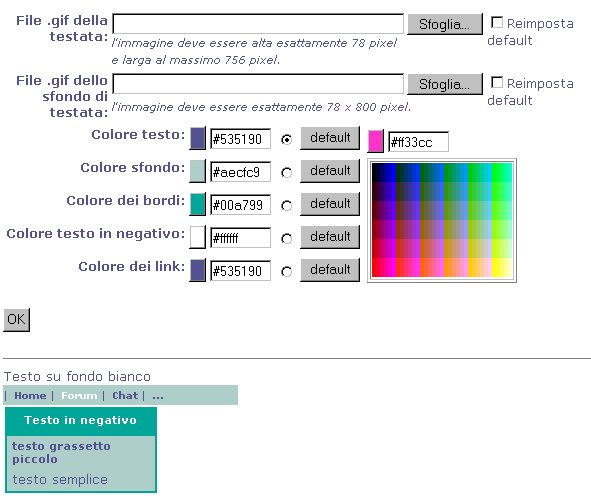 File .gif della testata:
Sfoglia...
Reimposta default
l'immagine deve essere alta esattamente 78 pixel
e larga al massimo 756 pixel.
File .gif dello sfondo di testata:
Sfoglia...
Reimposta default
l'immagine deve essere esattamente 78 x 800 pixel.
Colore testo: #535190 default #ff33cc
Colore sfondo: #aecfc9 default
Colore dei bordi: #00a799 default
Colore testo in negativo: #ffffff default
Colore dei link: #535190 default
OK
Testo su fondo bianco
| Home | Forum | Chat | ...
Testo in negativo
testo grassetto
piccolo
testo semplice